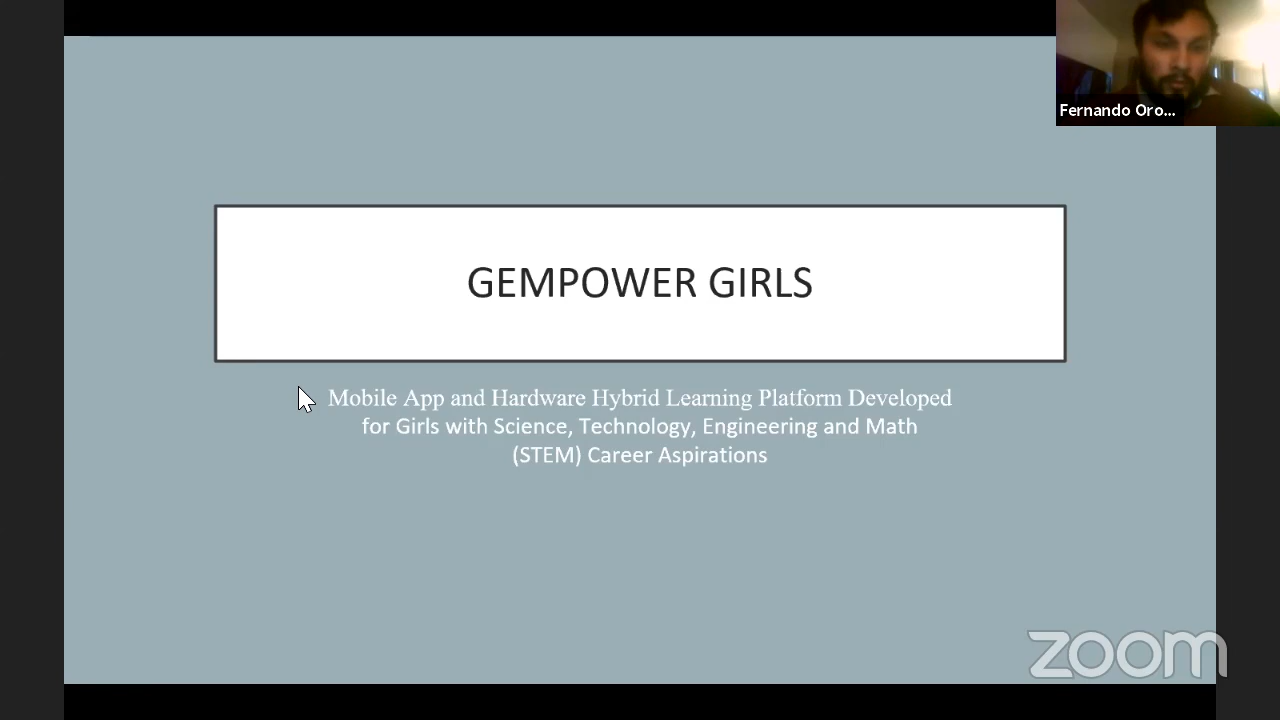 Fernando Oro...
GEMPOWER GIRLS
Mobile App and Hardware Hybrid Learning Platform Developed
for Girls with Science, Technology, Engineering and Math
(STEM) Career Aspirations
zoom